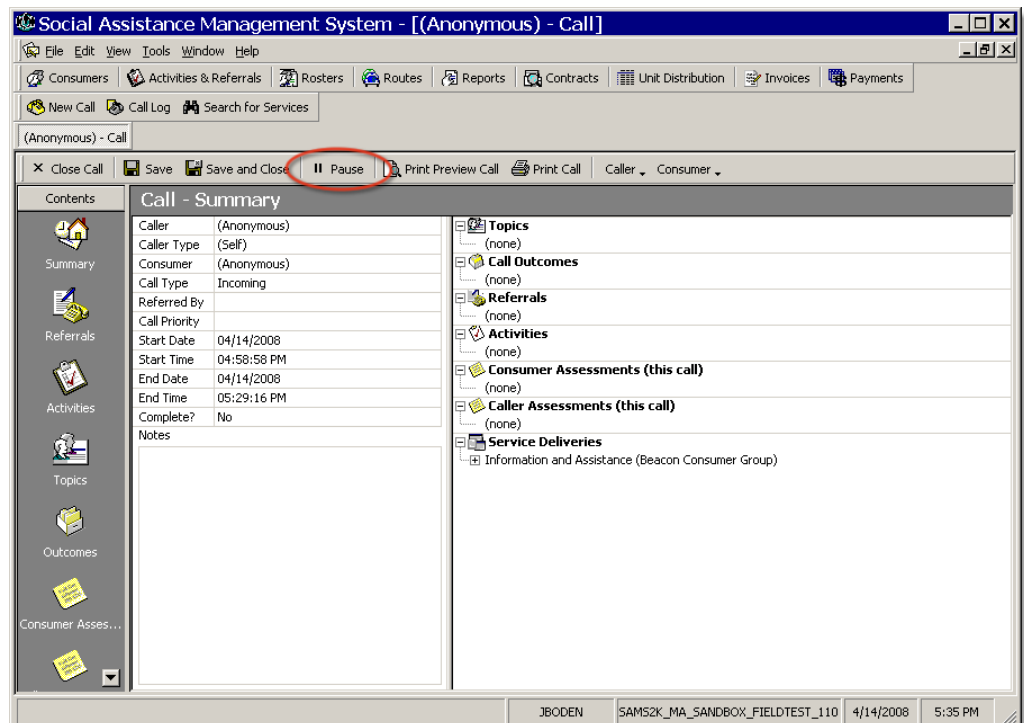 Social Assistance Management System - [(Anonymous) - Call]
File Edit View Tools Window Help
Consumers Activities & Referrals Rosters Routes Reports Contracts Unit Distribution Invoices Payments
New Call Call Log Search for Services
(Anonymous) - Call
Close Call Save Save and Close Pause Print Preview Call Print Call Caller Consumer
Contents
Summary
Referrals
Activities
Topics
Outcomes
Consumer Asses...
Call - Summary
Caller (Anonymous)
Caller Type (Self)
Consumer (Anonymous)
Call Type Incoming
Referred By
Call Priority
Start Date 04/14/2008
Start Time 04:58:58 PM
End Date 04/14/2008
End Time 05:29:16 PM
Complete? No
Notes
Topics
(none)
Call Outcomes
(none)
Referrals
(none)
Activities
(none)
Consumer Assessments (this call)
(none)
Caller Assessments (this call)
(none)
Service Deliveries
Information and Assistance (Beacon Consumer Group)
JBODEN SAMS2K_MA_SANDBOX_FIELDTEST_110 4/14/2008 5:35 PM